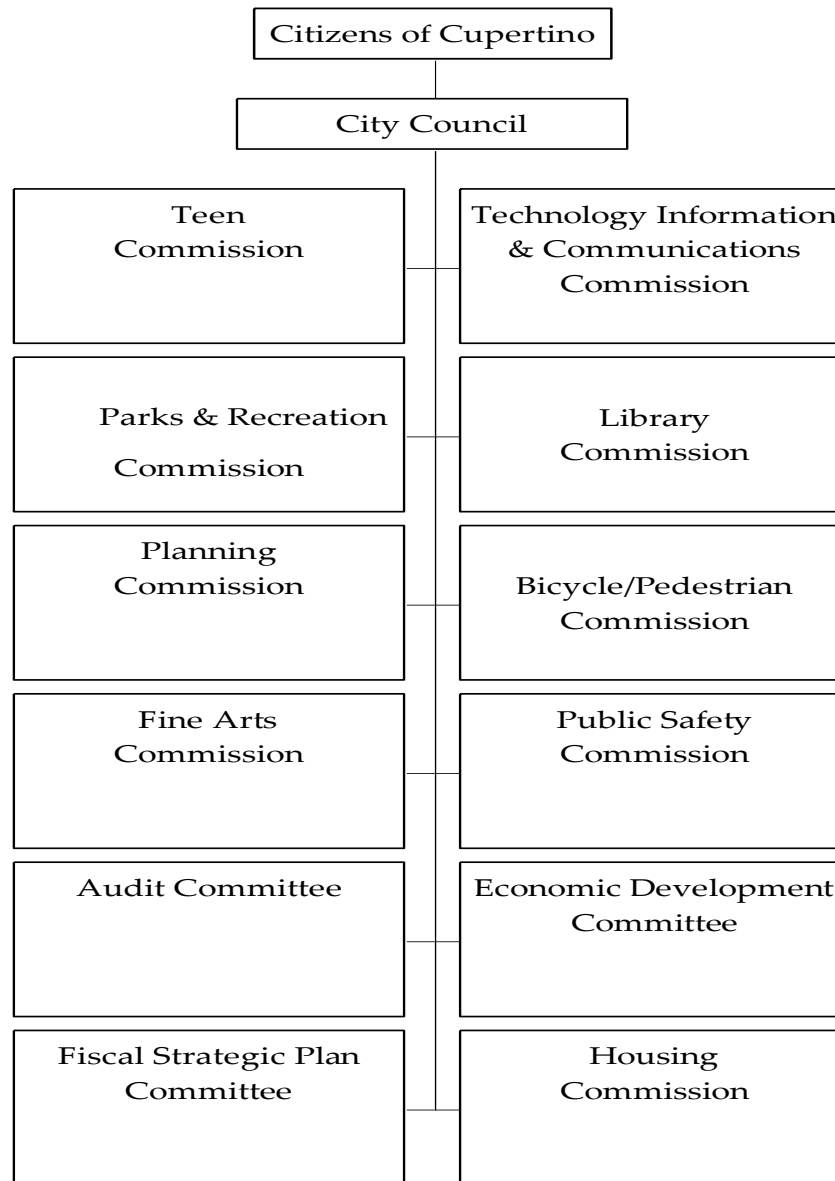 Citizens of Cupertino
City Council
Teen
Commission
Technology Information
& Communications
Commission
Parks & Recreation
Commission
Library
Commission
Planning
Commission
Bicycle/Pedestrian
Commission
Fine Arts
Commission
Public Safety
Commission
Audit Committee
Economic Development
Committee
Fiscal Strategic Plan
Committee
Housing
Commission